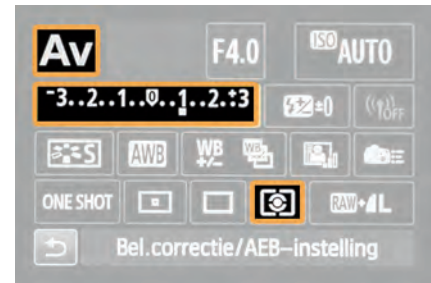 Av F4.0 ISO AUTO
-3..2..1..0..1..2.:+3 ±0 OFF
S AWB WB +/- WB
ONE SHOT RAW+L
Bel.correctie/AEB–instelling